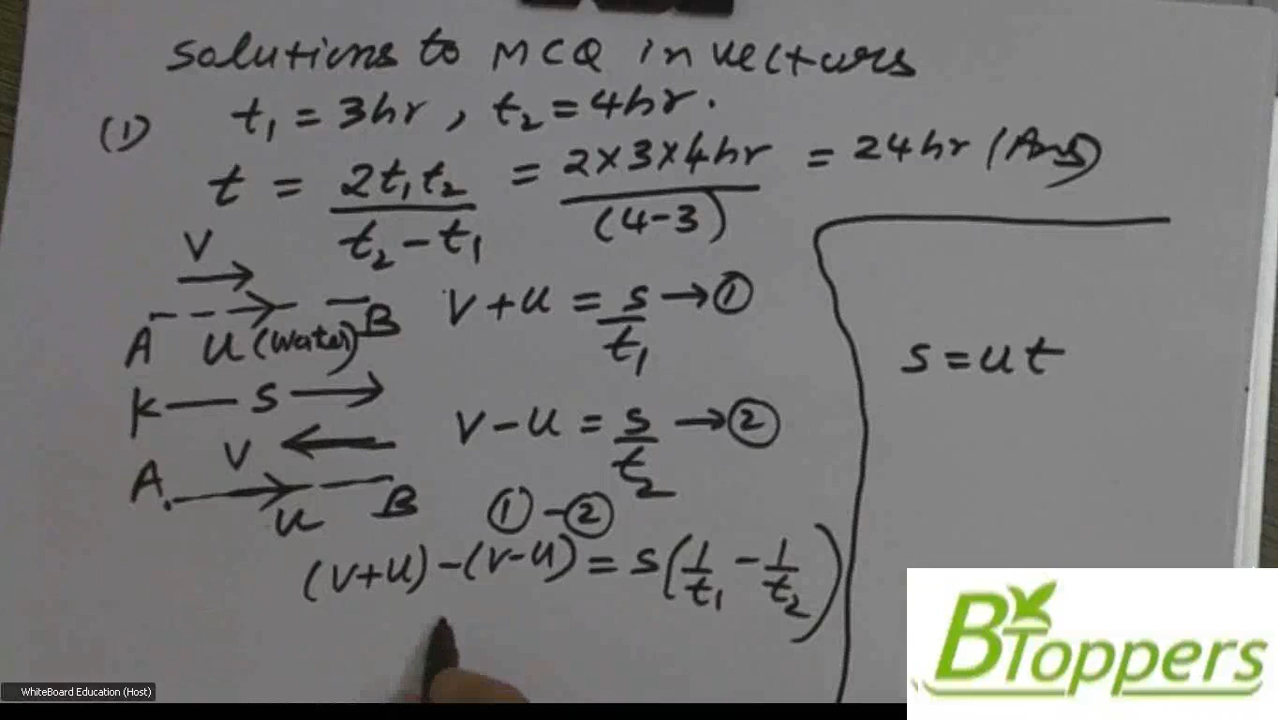 Solutions to MCQ in vectors
(1) t₁ = 3hr, t₂ = 4hr.
t = 2t₁t₂ / (t₂ - t₁) = 2×3×4hr / (4-3) = 24hr (Ans)
V
A B V+u = s/t₁ → ①
u (water)
K — s →
V V-u = s/t₂ → ②
A. B
u
① - ②
(V+u) - (V-u) = s(1/t₁ - 1/t₂)
s = ut
BToppers
WhiteBoard Education (Host)